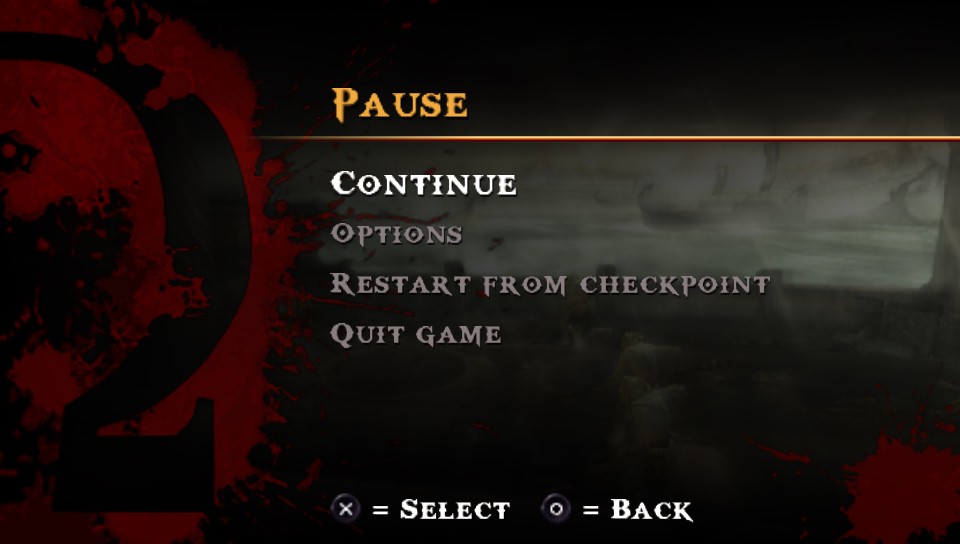 Pause
Continue
Options
Restart from checkpoint
Quit game
= Select = Back